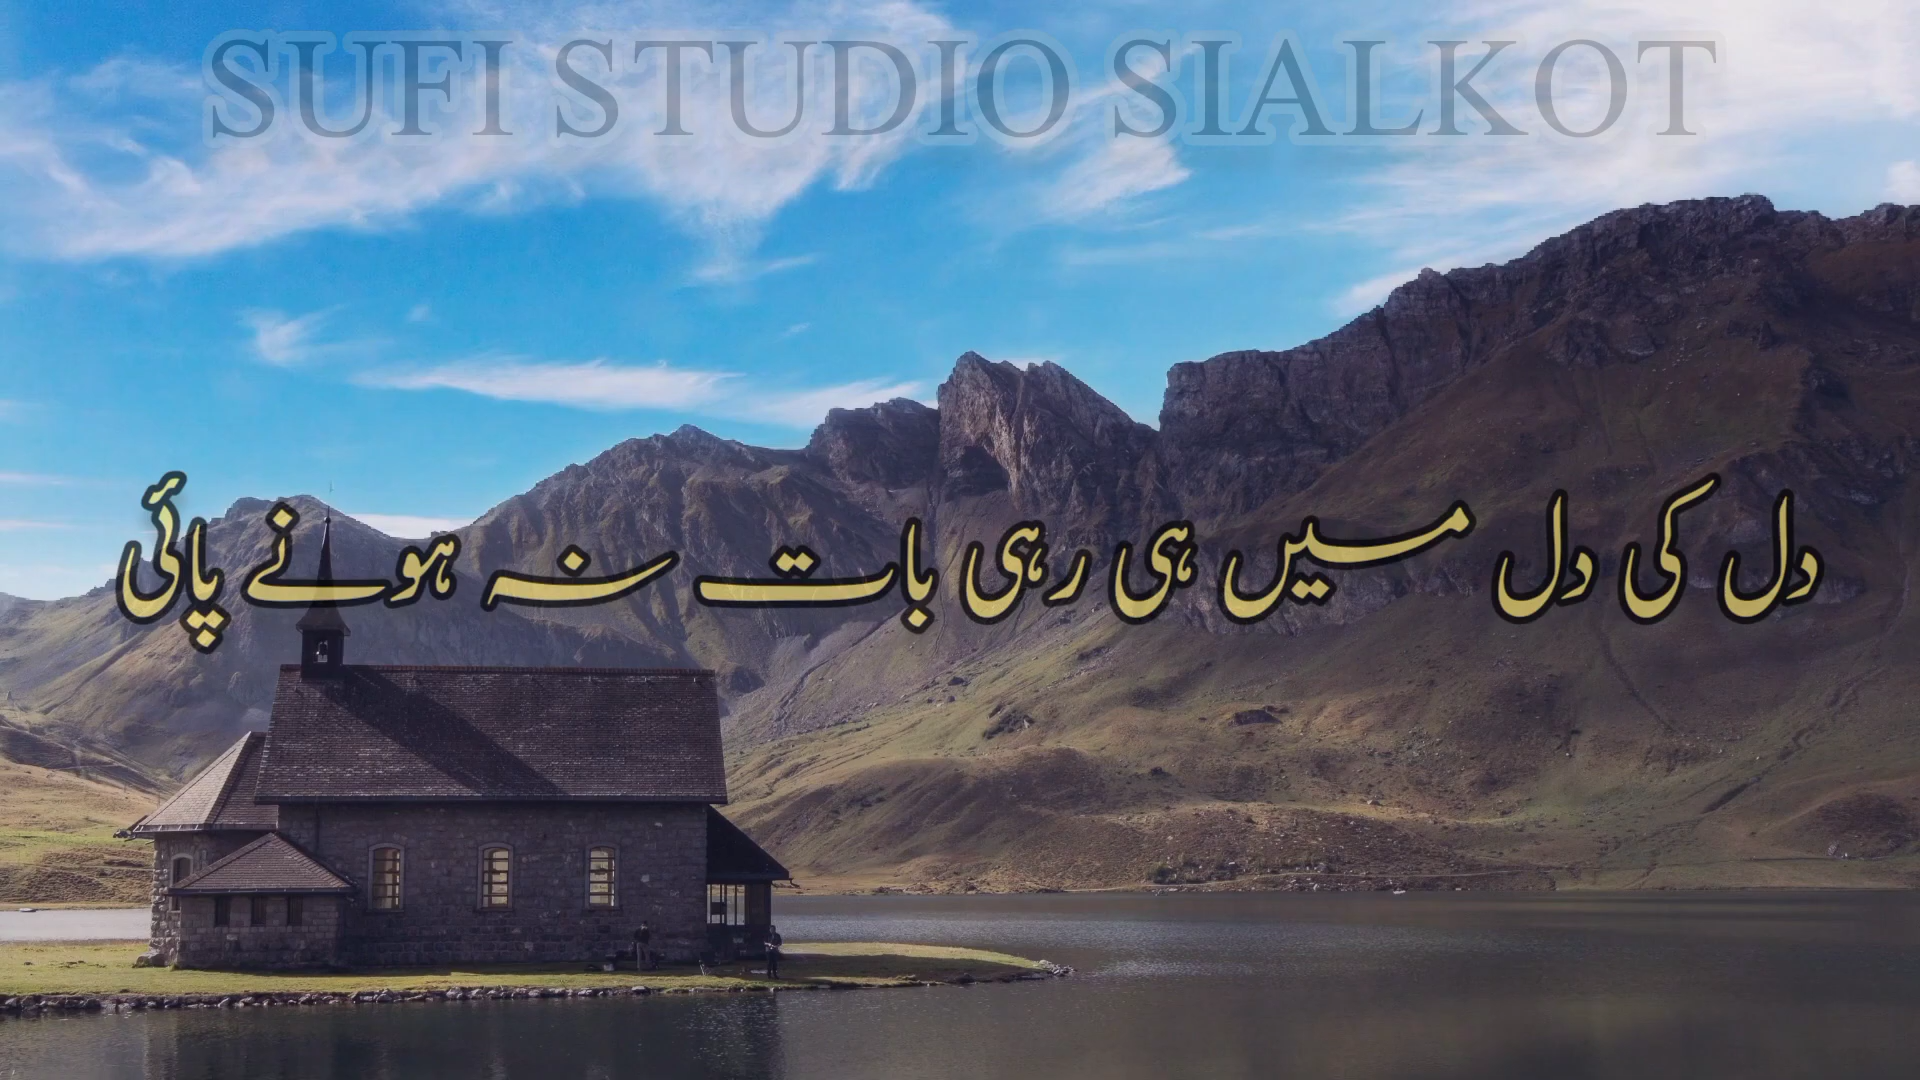 SUFI STUDIO SIALKOT
دل کی دل میں ہی رہی بات نہ ہونے پائی